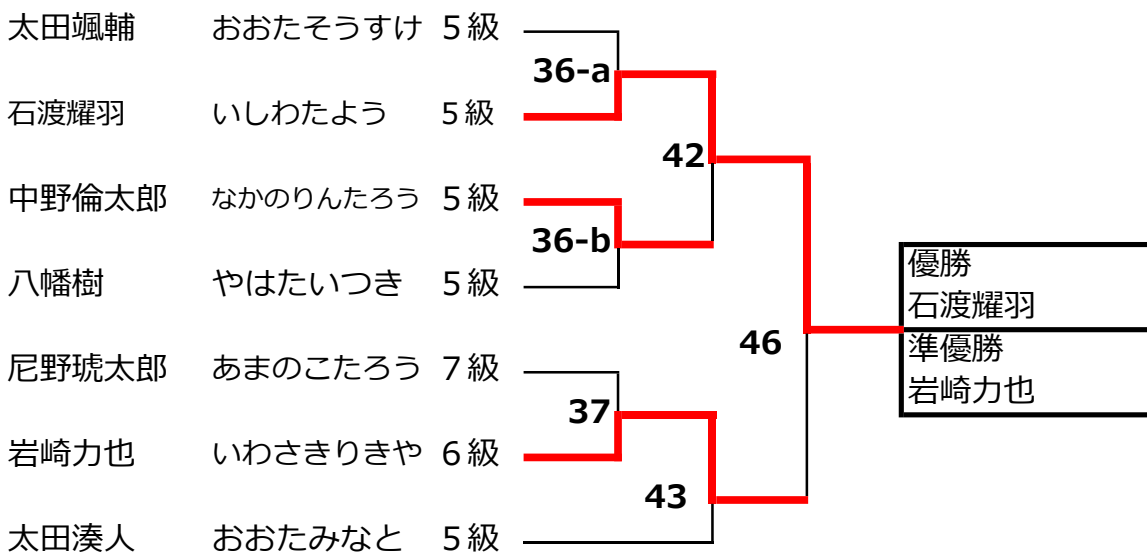 太田颯輔 おおたそうすけ 5級
36-a
石渡耀羽 いしわたよう 5級
42
中野倫太郎 なかのりんたろう 5級
36-b
八幡樹 やはたいつき 5級
優勝
石渡耀羽
46
準優勝
岩崎力也
尼野琥太郎 あまのこたろう 7級
37
岩崎力也 いわさきりきや 6級
43
太田湊人 おおたみなと 5級